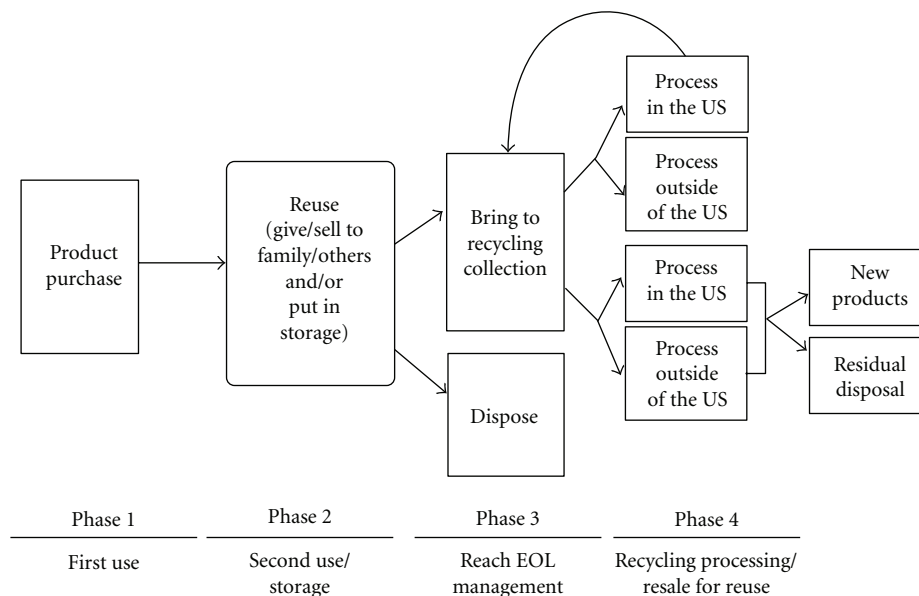 Product
purchase
Reuse
(give/sell to
family/others
and/or
put in
storage)
Bring to
recycling
collection
Dispose
Process
in the US
Process
outside
of the US
Process
in the US
Process
outside
of the US
New
products
Residual
disposal
Phase 1
First use
Phase 2
Second use/
storage
Phase 3
Reach EOL
management
Phase 4
Recycling processing/
resale for reuse